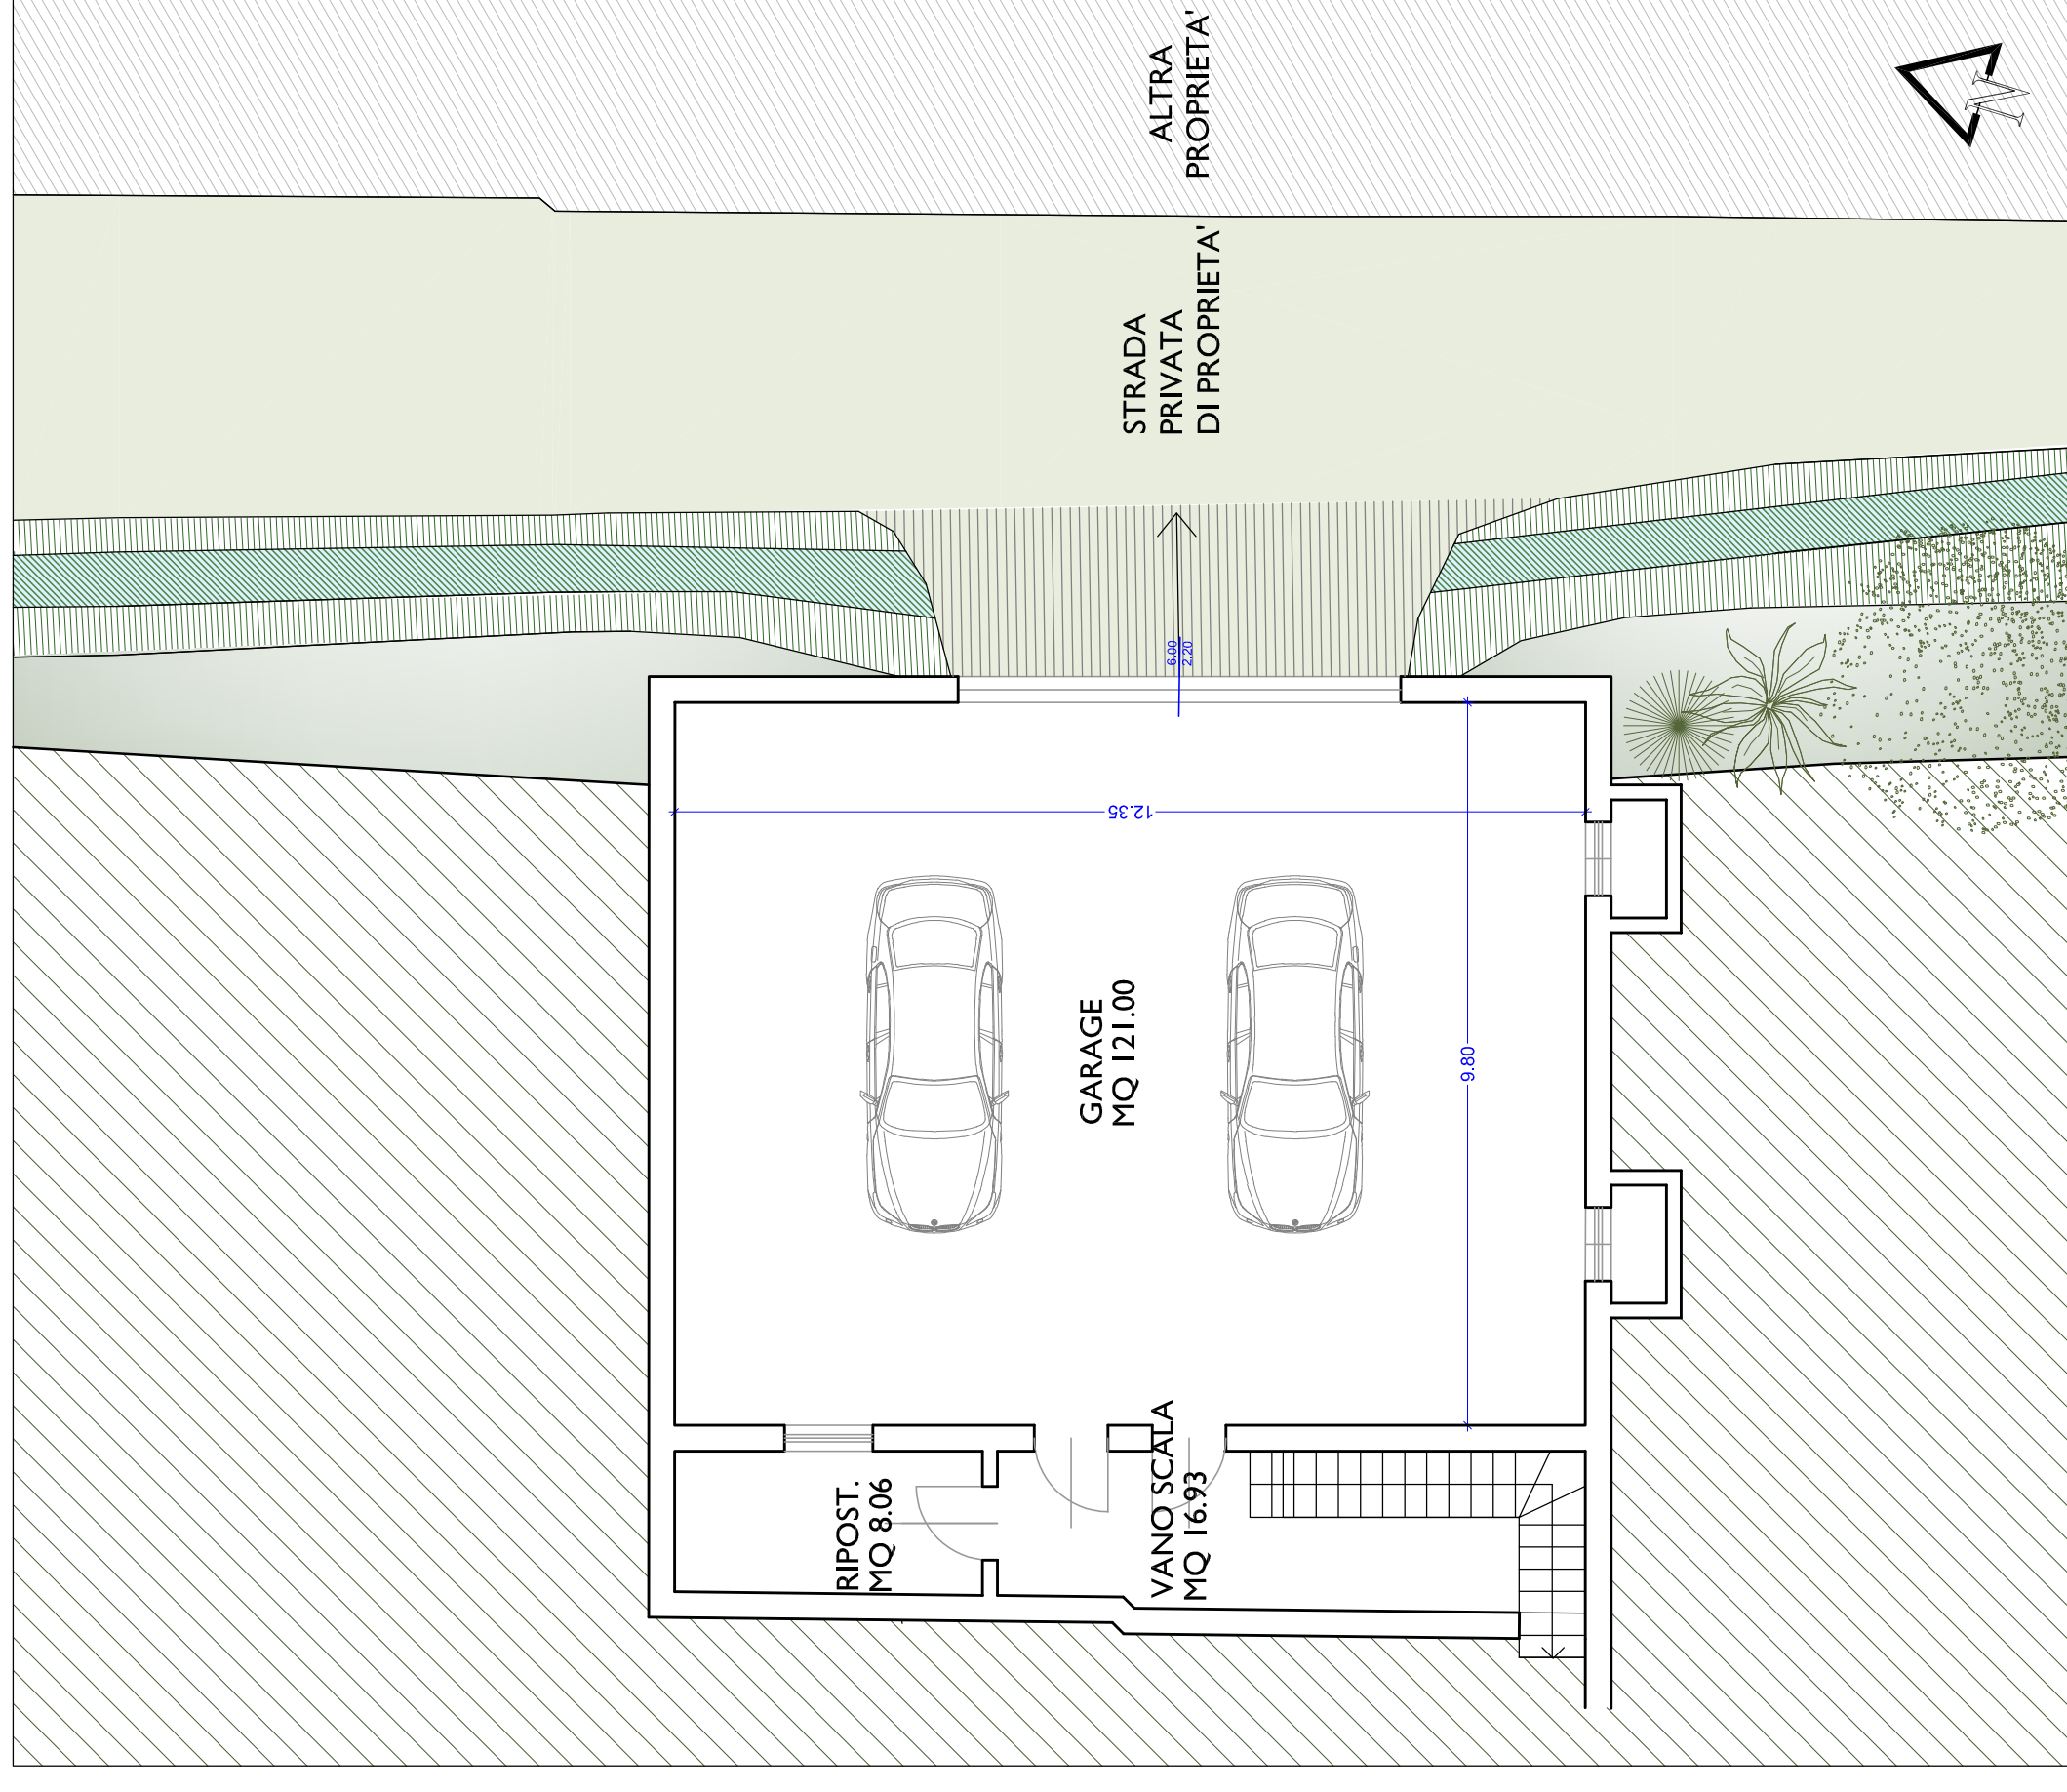 ALTRA
PROPRIETA'
N
STRADA
PRIVATA
DI PROPRIETA'
6.00
2.20
12.35
GARAGE
MQ 121.00
9.80
RIPOST.
MQ 8.06
VANO SCALA
MQ 16.93